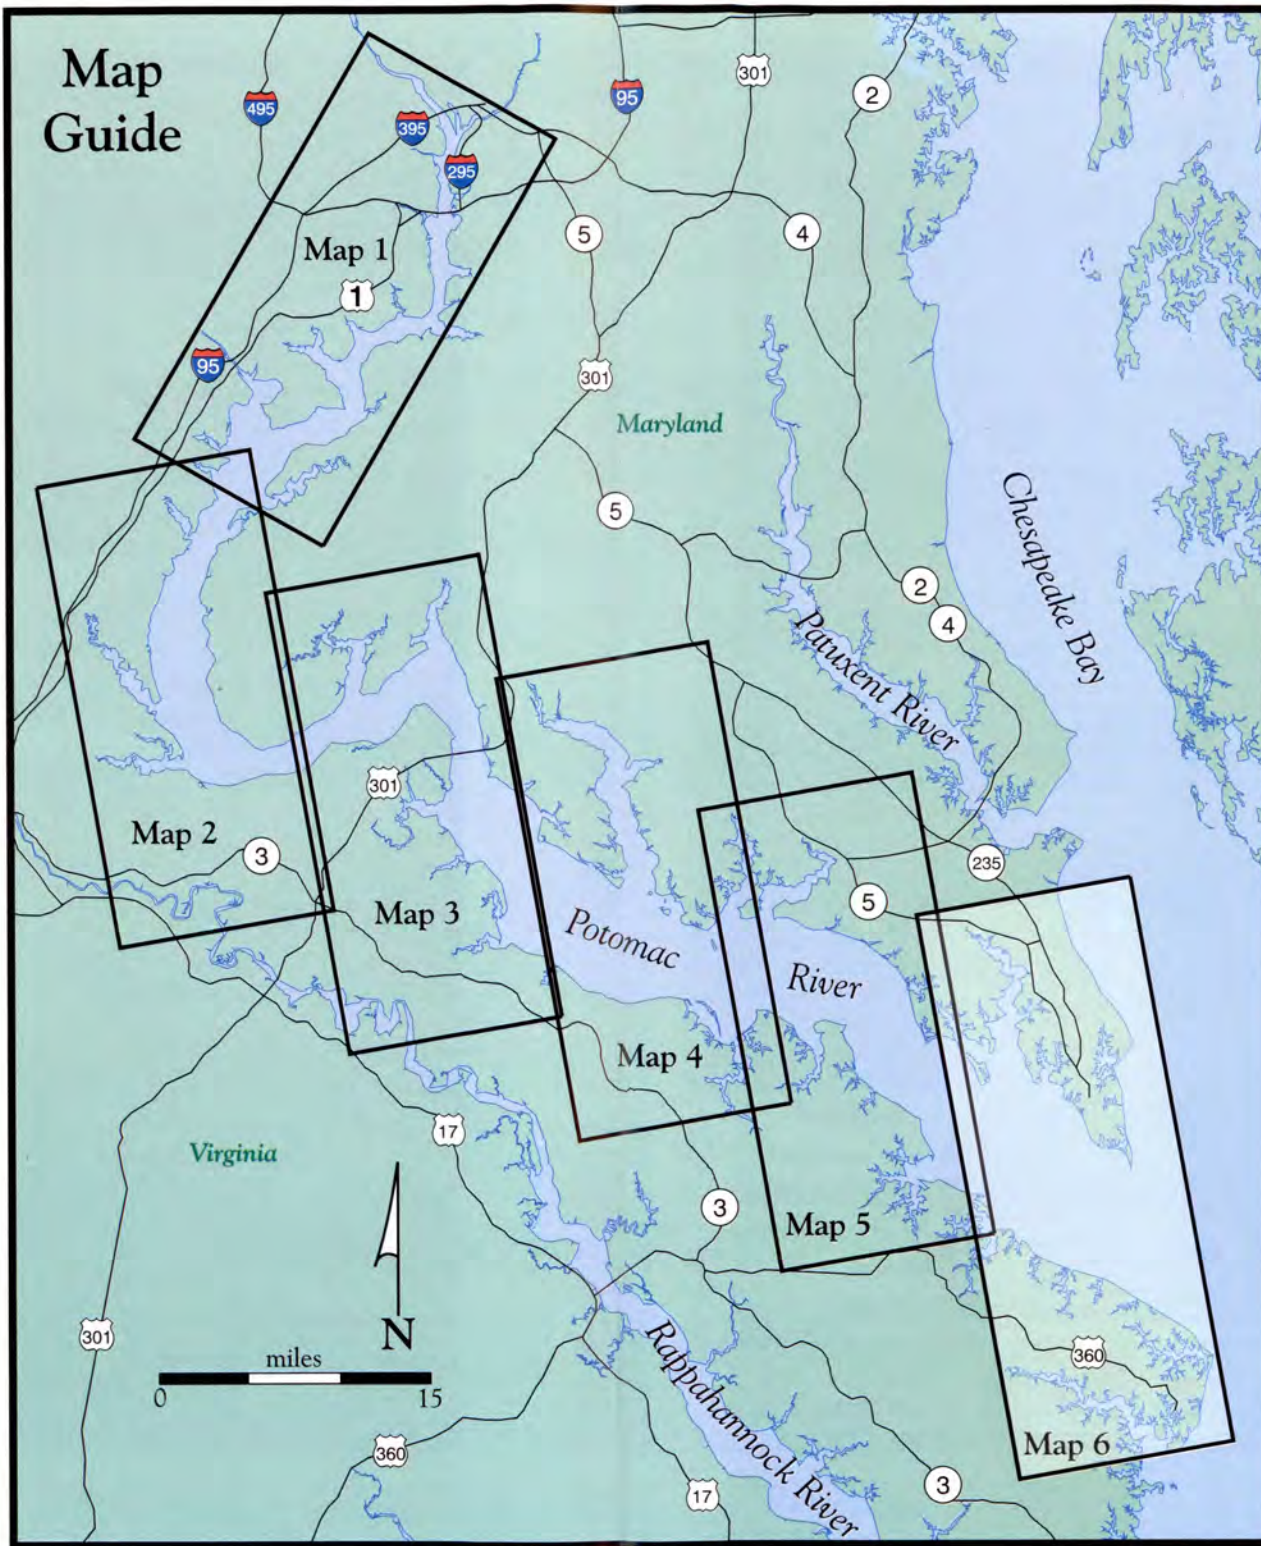 Map
Guide
495
395
95
301
2
295
5
4
Map 1
1
95
301
Maryland
5
Chesapeake Bay
2
4
Patuxent River
301
Map 2
3
235
5
Map 3
Potomac
River
Map 4
17
Virginia
3
Map 5
N
301
miles
0
15
Rappahannock River
360
360
Map 6
17
3